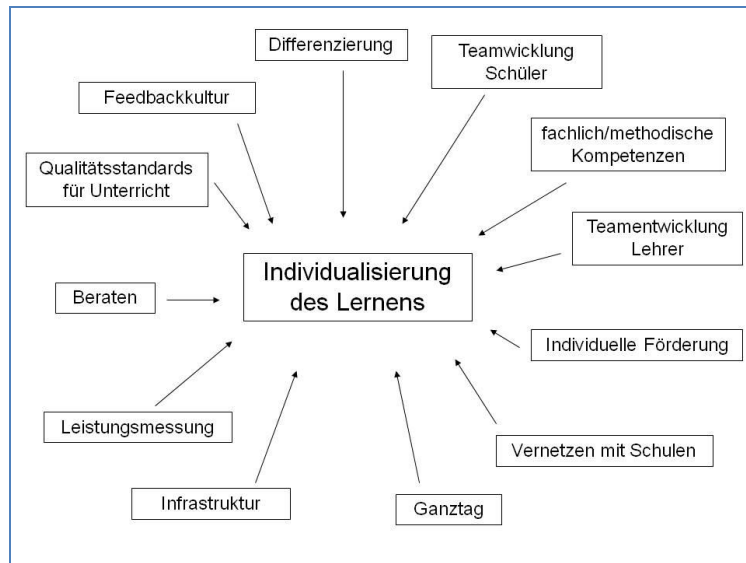 Differenzierung
Teamwicklung
Schüler
Feedbackkultur
fachlich/methodische
Kompetenzen
Qualitätsstandards
für Unterricht
Teamentwicklung
Lehrer
Individualisierung
des Lernens
Beraten
Individuelle Förderung
Leistungsmessung
Vernetzen mit Schulen
Infrastruktur
Ganztag